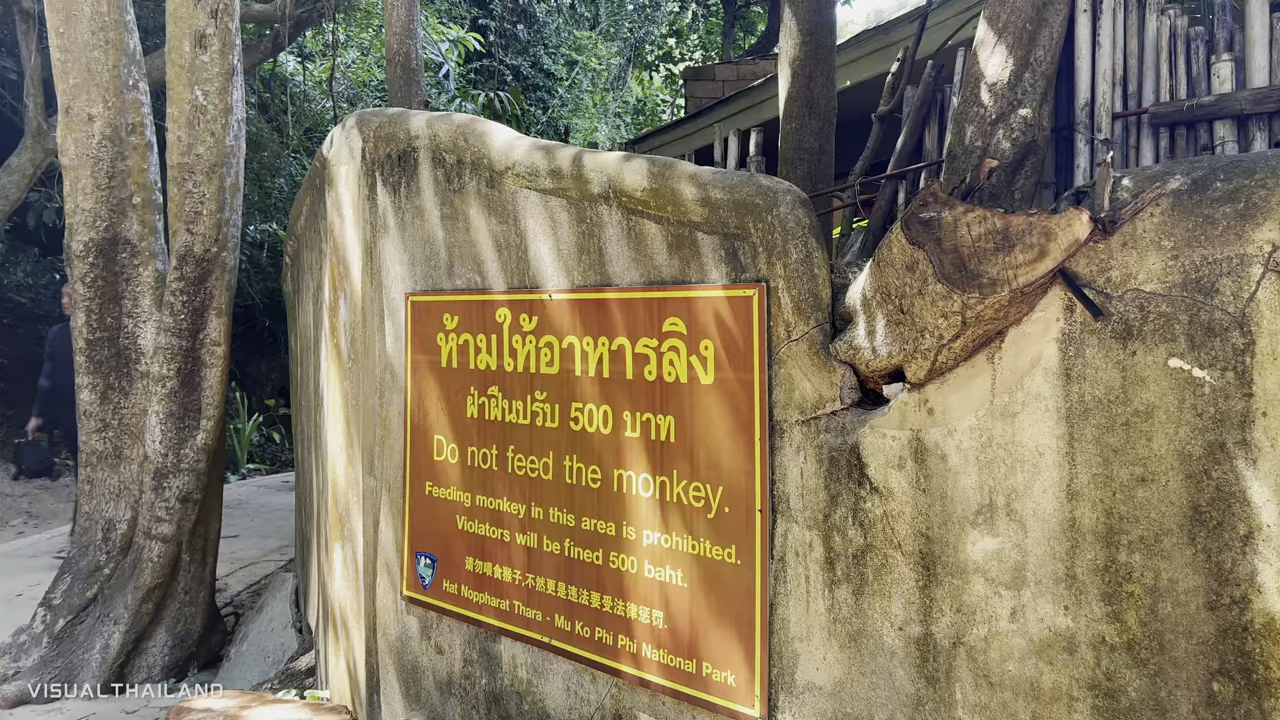 ห้ามให้อาหารลิง
ฝ่าฝืนปรับ 500 บาท
Do not feed the monkey.
Feeding monkey in this area is prohibited.
Violators will be fined 500 baht.
请勿喂食猴子,不然更是违法要受法律惩罚.
Hat Noppharat Thara - Mu Ko Phi Phi National Park
VISUALTHAILAND